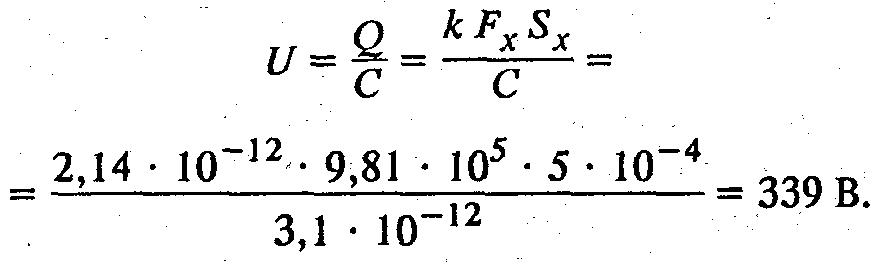 U = Q/C = k F_x S_x / C =
= 2,14 · 10^{-12} · 9,81 · 10^5 · 5 · 10^{-4} / 3,1 · 10^{-12} = 339 В.